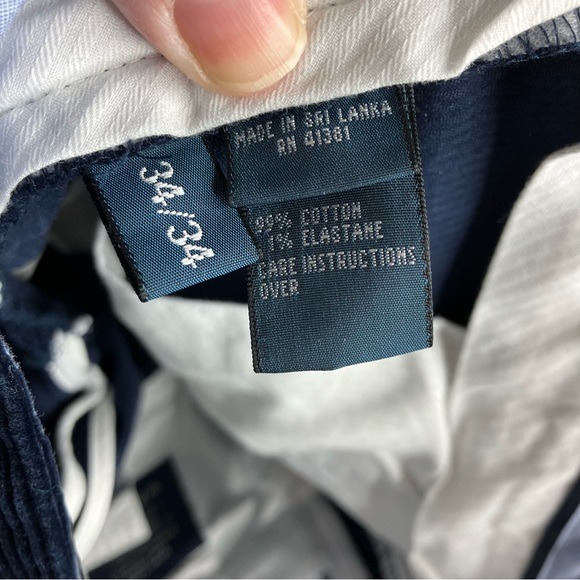 34/34
MADE IN SRI LANKA
RN 41381
99% COTTON
1% ELASTANE
CARE INSTRUCTIONS
OVER